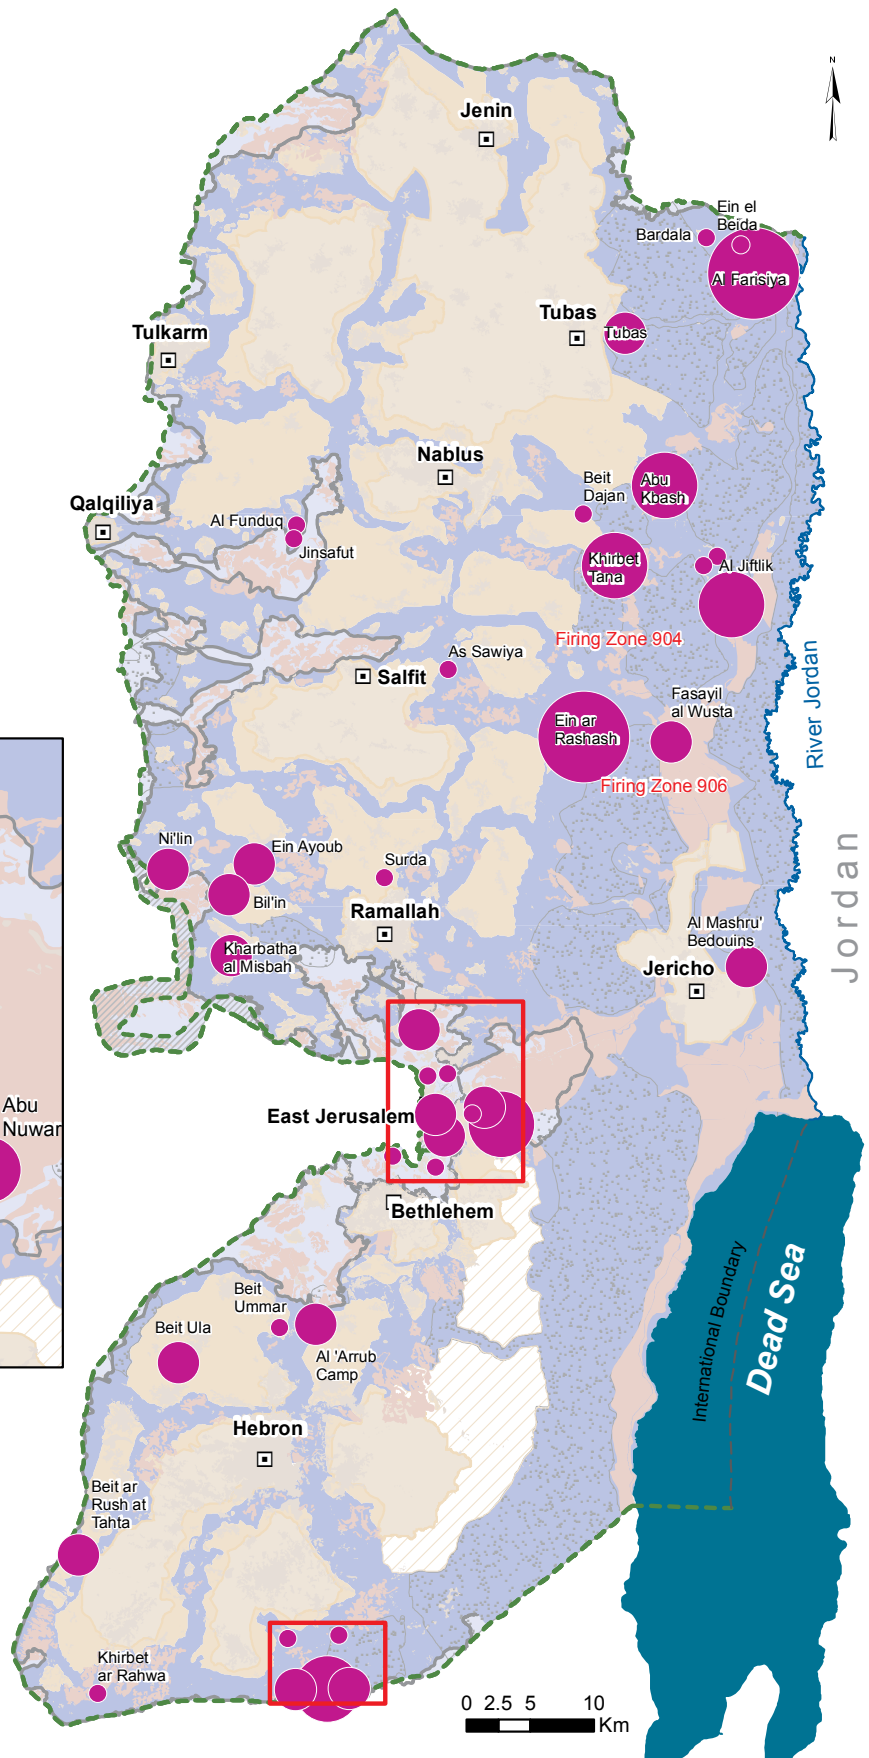 N
Jenin
Ein el
Beida
Bardala
Al Farisiya
Tubas
Tubas
Tulkarm
Nablus
Beit
Dajan
Abu
Kbash
Qalqiliya
Al Funduq
Jinsafut
Khirbet
Tana
Al Jiftlik
Firing Zone 904
As Sawiya
Salfit
Fasayil
al Wusta
Ein ar
Rashash
River Jordan
Firing Zone 906
Ni'lin
Ein Ayoub
Surda
Bil'in
Ramallah
Jordan
Al Mashru'
Bedouins
Kharbatha
al Misbah
Jericho
Abu
Nuwar
East Jerusalem
Bethlehem
International Boundary
Dead Sea
Beit
Ummar
Beit Ula
Al 'Arrub
Camp
Hebron
Beit ar
Rush at
Tahta
Khirbet
ar Rahwa
0 2.5 5 10
Km